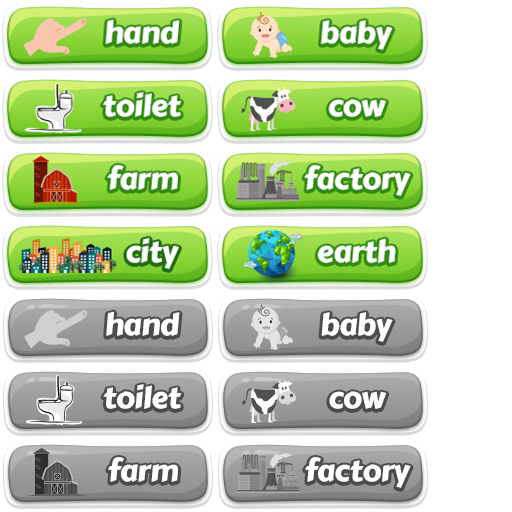 hand baby
toilet cow
farm factory
city earth
hand baby
toilet cow
farm factory